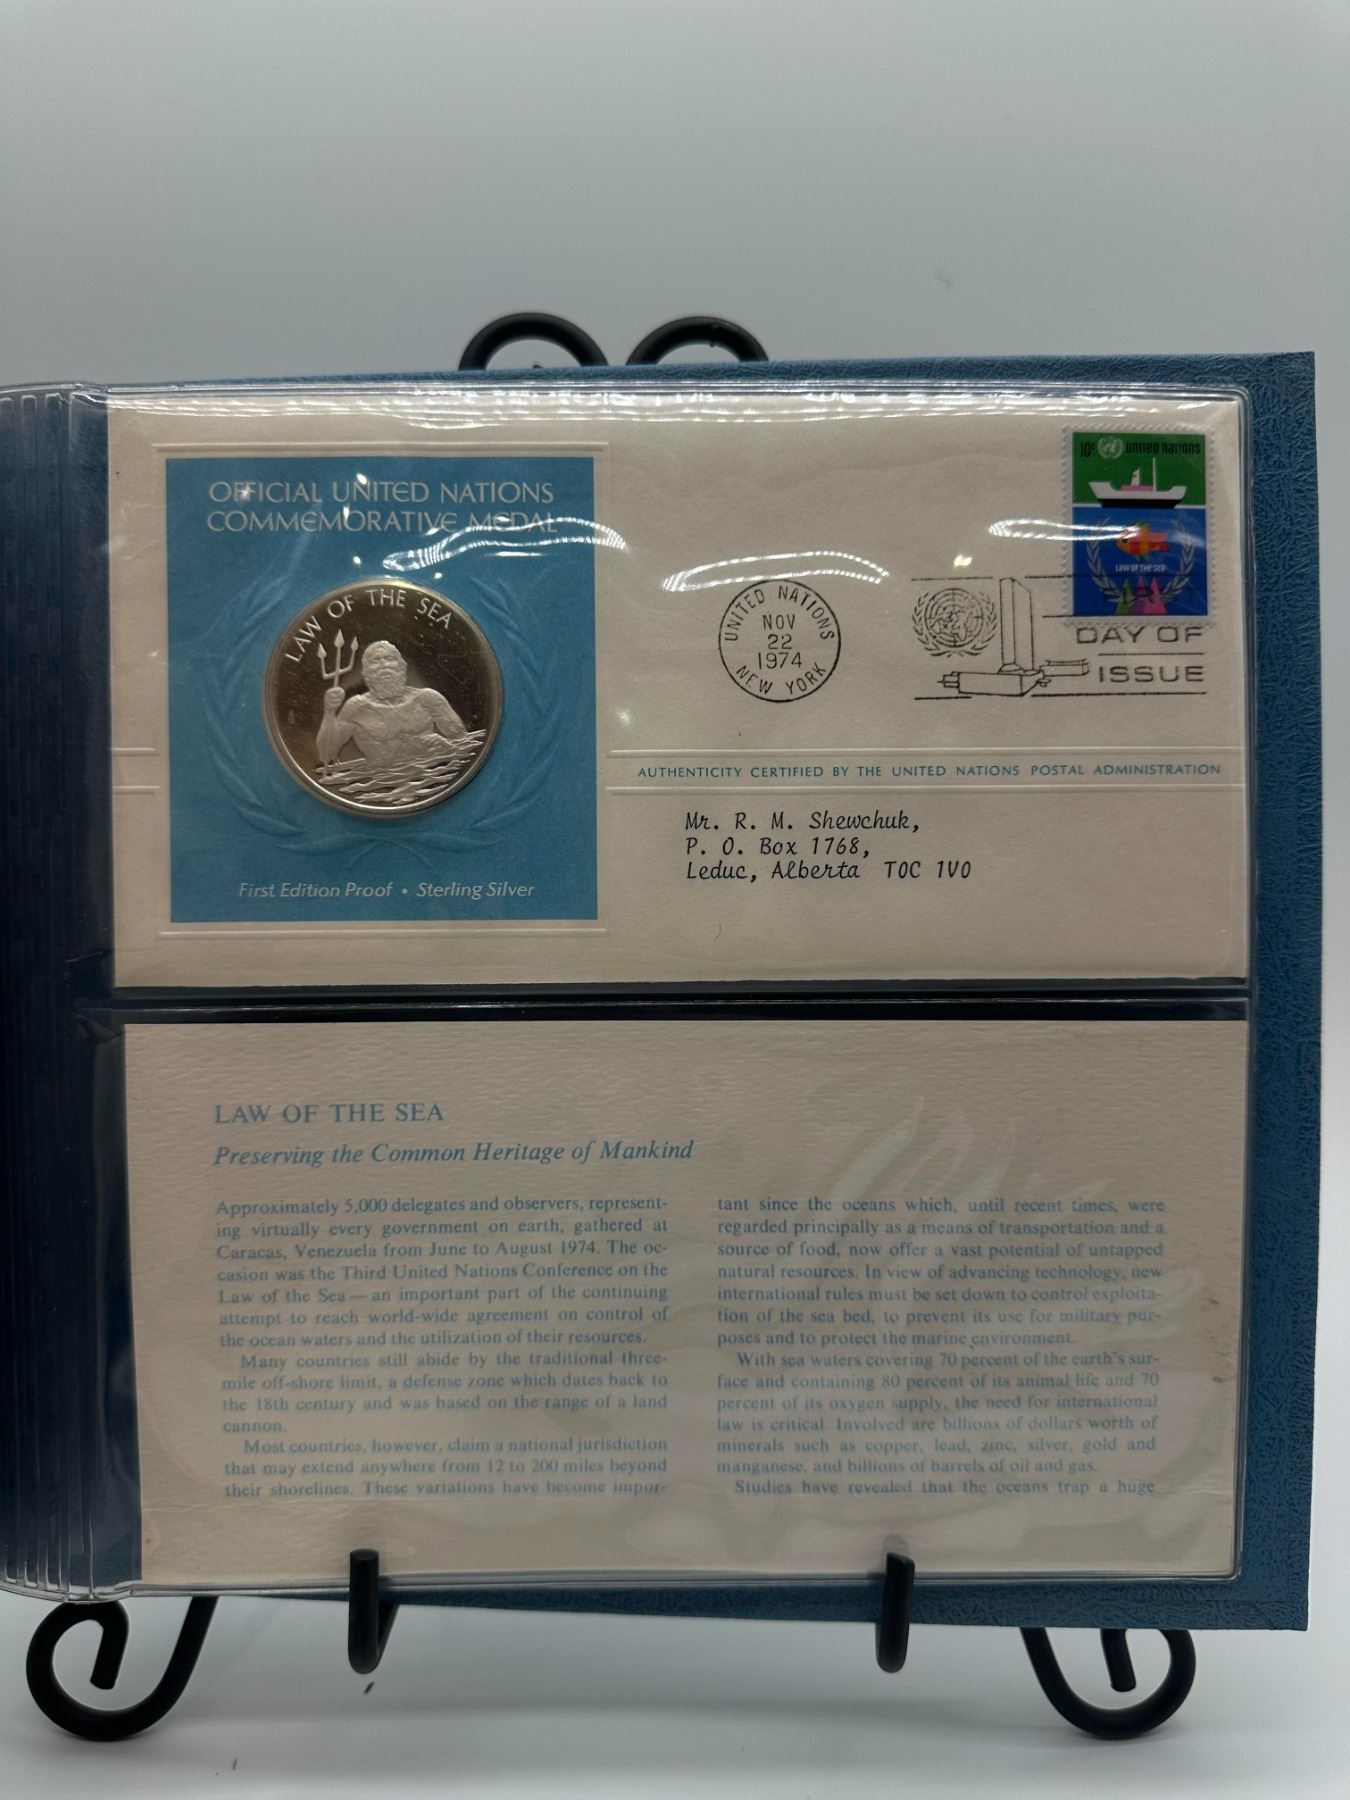 OFFICIAL UNITED NATIONS
COMMEMORATIVE MEDAL
LAW OF THE SEA
First Edition Proof • Sterling Silver
10c united nations
Law of the Sea
UNITED NATIONS
NOV
22
1974
NEW YORK
DAY OF
ISSUE
AUTHENTICITY CERTIFIED BY THE UNITED NATIONS POSTAL ADMINISTRATION
Mr. R. M. Shewchuk,
P. O. Box 1768,
Leduc, Alberta T0C 1V0
LAW OF THE SEA
Preserving the Common Heritage of Mankind
Approximately 5,000 delegates and observers, represent-
ing virtually every government on earth, gathered at
Caracas, Venezuela from June to August 1974. The oc-
casion was the Third United Nations Conference on the
Law of the Sea — an important part of the continuing
attempt to reach world-wide agreement on control of
the ocean waters and the utilization of their resources.
Many countries still abide by the traditional three-
mile off-shore limit, a defense zone which dates back to
the 18th century and was based on the range of a land
cannon.
Most countries, however, claim a national jurisdiction
that may extend anywhere from 12 to 200 miles beyond
their shorelines. These variations have become impor-
tant since the oceans which, until recent times, were
regarded principally as a means of transportation and a
source of food, now offer a vast potential of untapped
natural resources. In view of advancing technology, new
international rules must be set down to control exploita-
tion of the sea bed, to prevent its use for military pur-
poses and to protect the marine environment.
With sea waters covering 70 percent of the earth's sur-
face and containing 80 percent of its animal life and 70
percent of its oxygen supply, the need for international
law is critical. Involved are billions of dollars worth of
minerals such as copper, lead, zinc, silver, gold and
manganese, and billions of barrels of oil and gas.
Studies have revealed that the oceans trap a huge